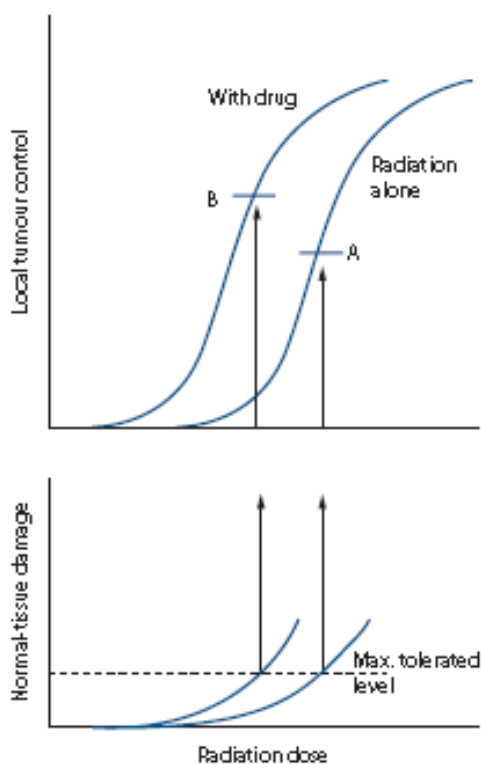 With drug
Radiation
alone
B
A
Local tumour control
Max. tolerated
level
Normal-tissue damage
Radiation dose